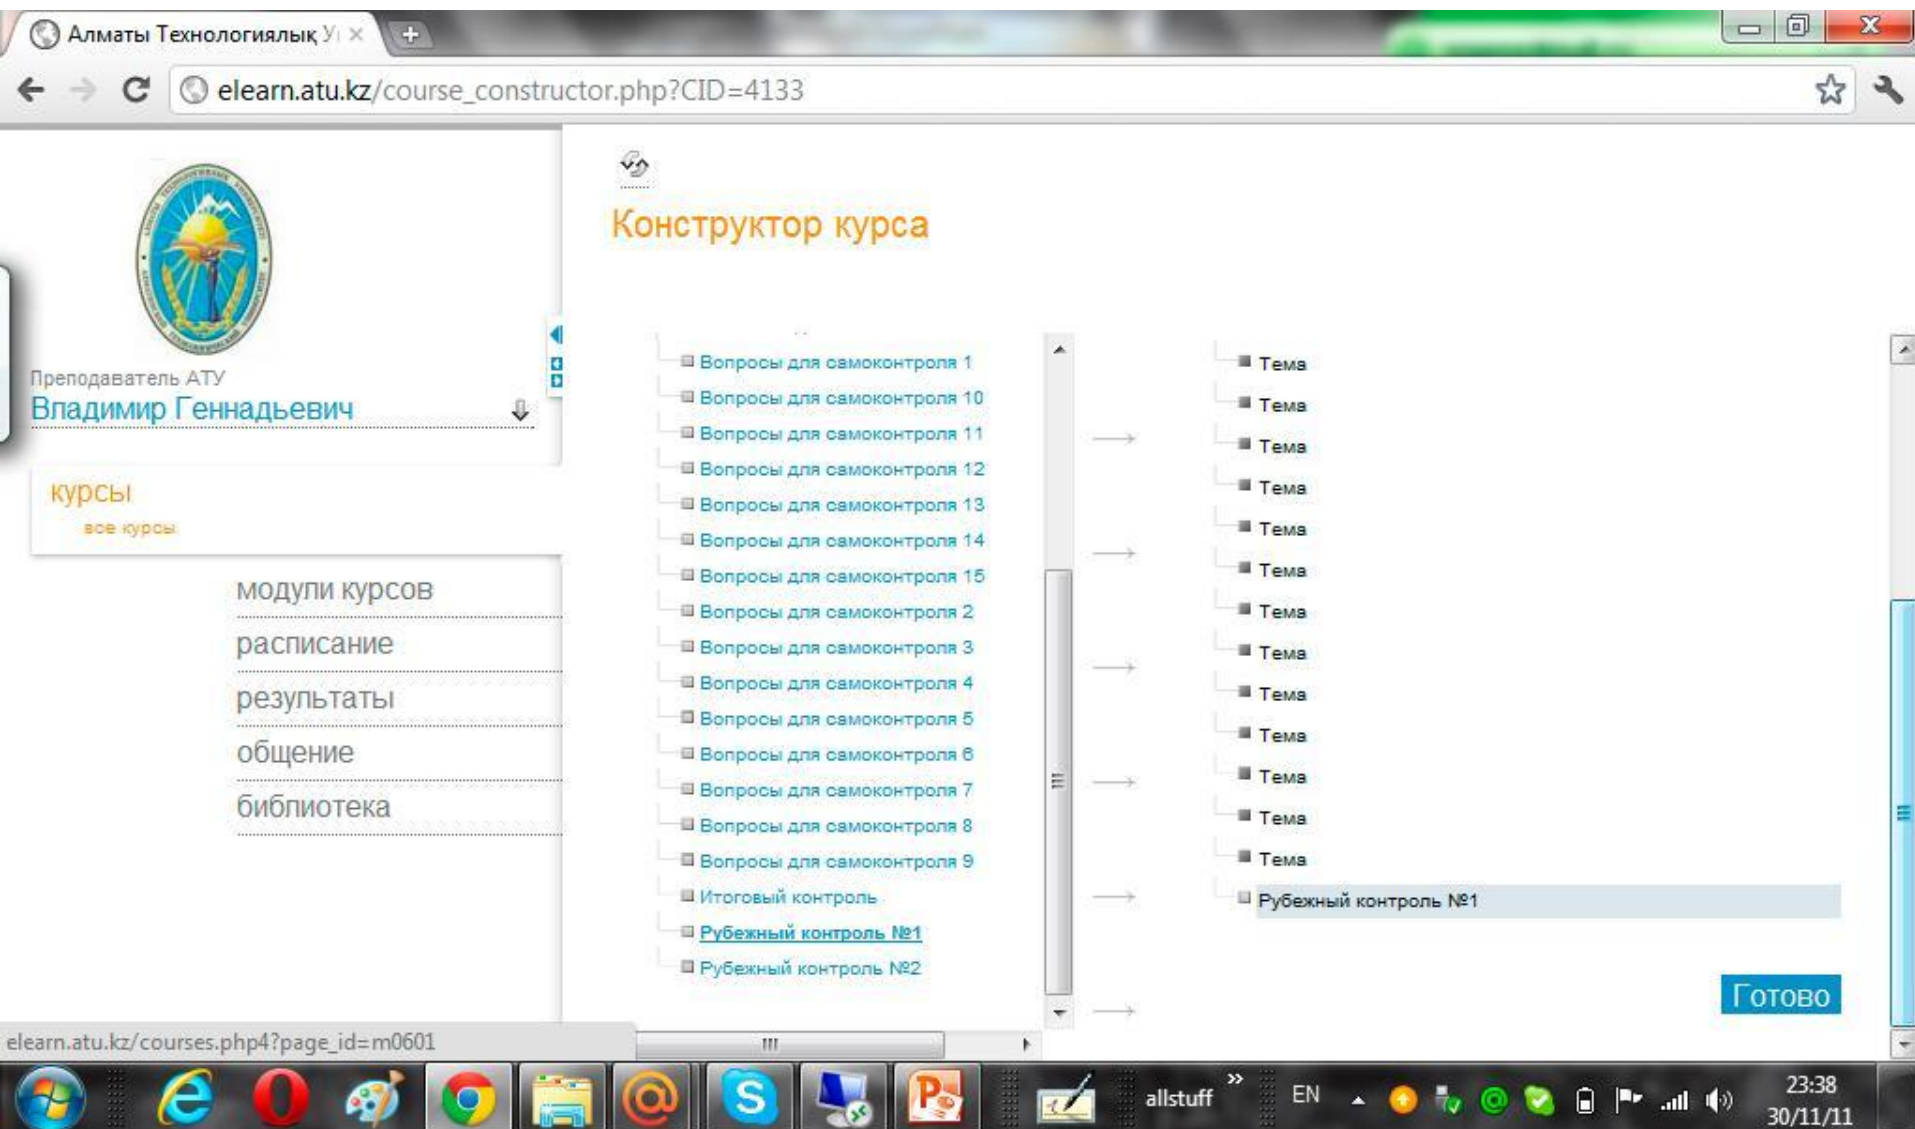 Алматы Технологиялық У
elearn.atu.kz/course_constructor.php?CID=4133
Преподаватель АТУ
Владимир Геннадьевич
курсы
все курсы
модули курсов
расписание
результаты
общение
библиотека
Конструктор курса
Вопросы для самоконтроля 1
Вопросы для самоконтроля 10
Вопросы для самоконтроля 11
Вопросы для самоконтроля 12
Вопросы для самоконтроля 13
Вопросы для самоконтроля 14
Вопросы для самоконтроля 15
Вопросы для самоконтроля 2
Вопросы для самоконтроля 3
Вопросы для самоконтроля 4
Вопросы для самоконтроля 5
Вопросы для самоконтроля 6
Вопросы для самоконтроля 7
Вопросы для самоконтроля 8
Вопросы для самоконтроля 9
Итоговый контроль
Рубежный контроль №1
Рубежный контроль №2
Тема
Тема
Тема
Тема
Тема
Тема
Тема
Тема
Тема
Тема
Тема
Тема
Тема
Рубежный контроль №1
Готово
elearn.atu.kz/courses.php4?page_id=m0601
allstuff
EN
23:38
30/11/11